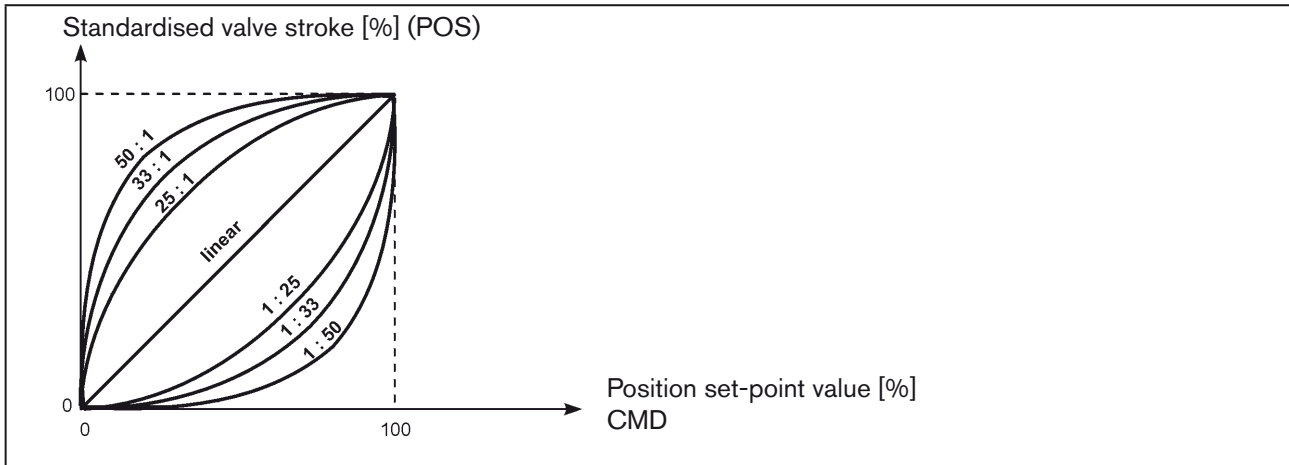 Standardised valve stroke [%] (POS)
100
50 : 1
33 : 1
25 : 1
linear
1 : 25
1 : 33
1 : 50
0
0
100
Position set-point value [%]
CMD